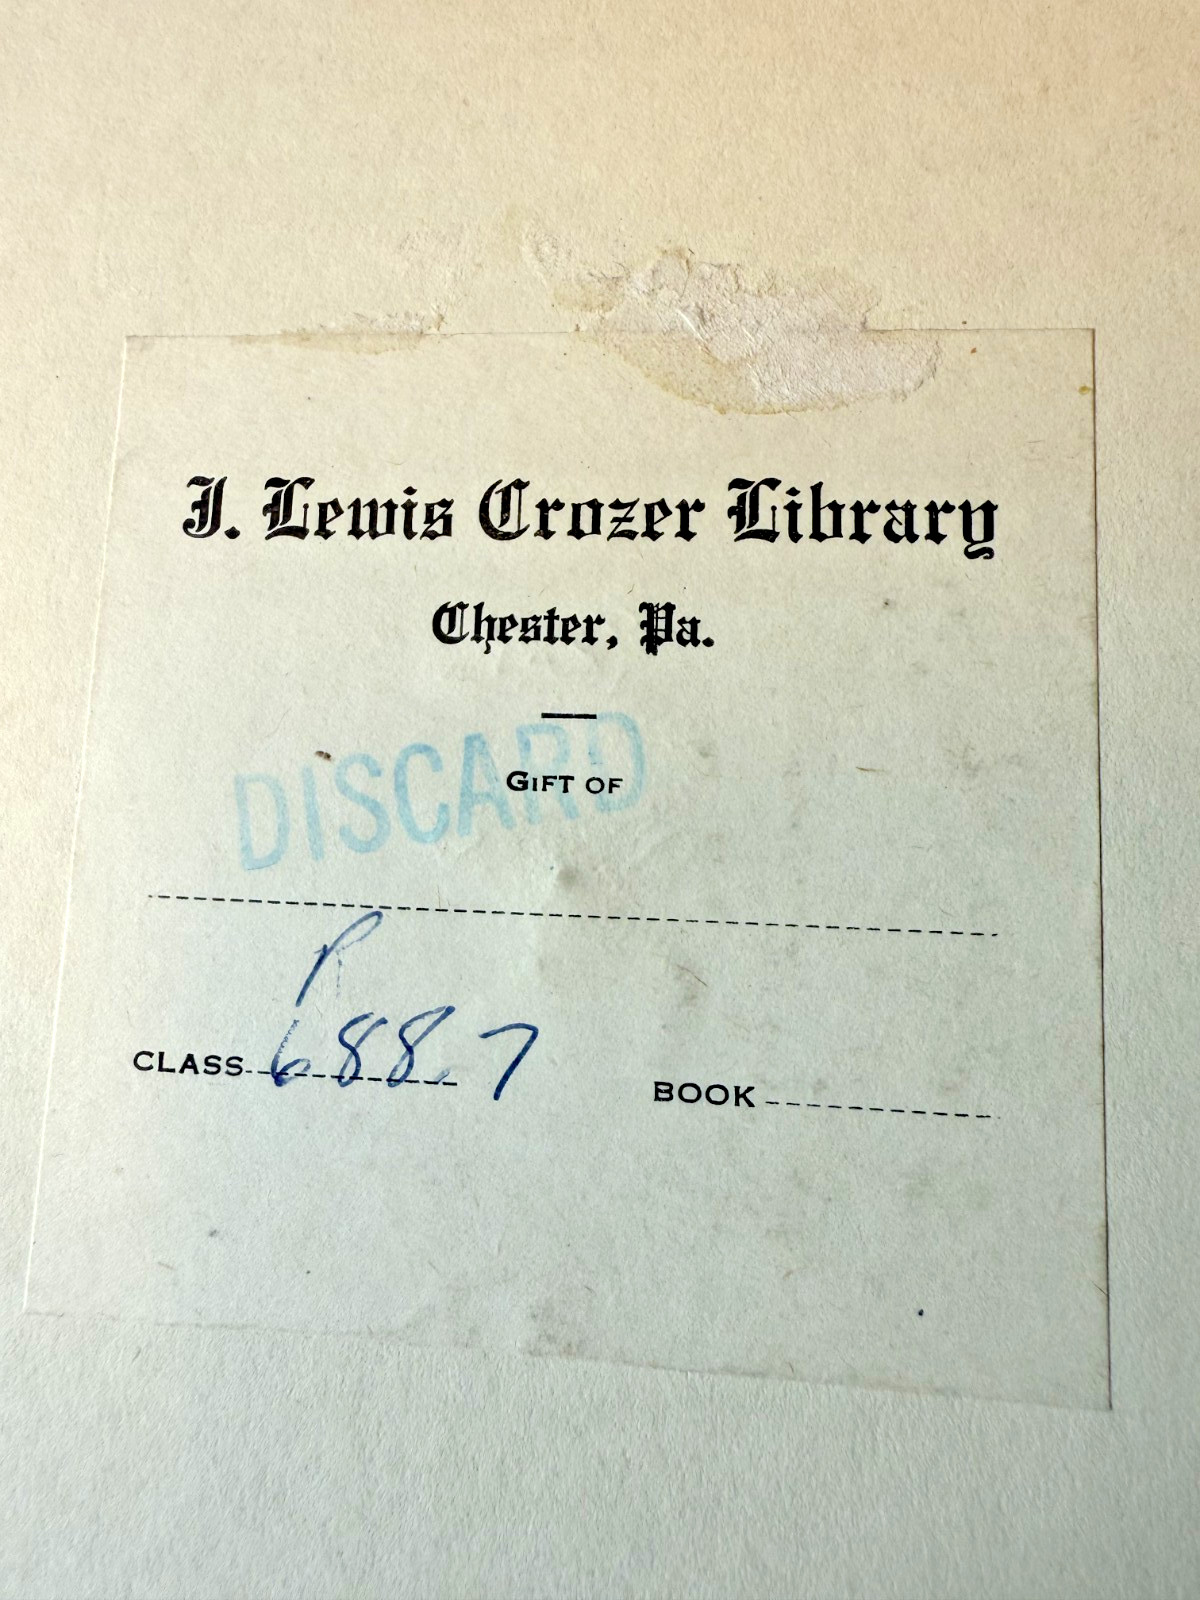 J. Lewis Crozer Library
Chester, Pa.
DISCARD
GIFT OF
R
CLASS 688.7 BOOK